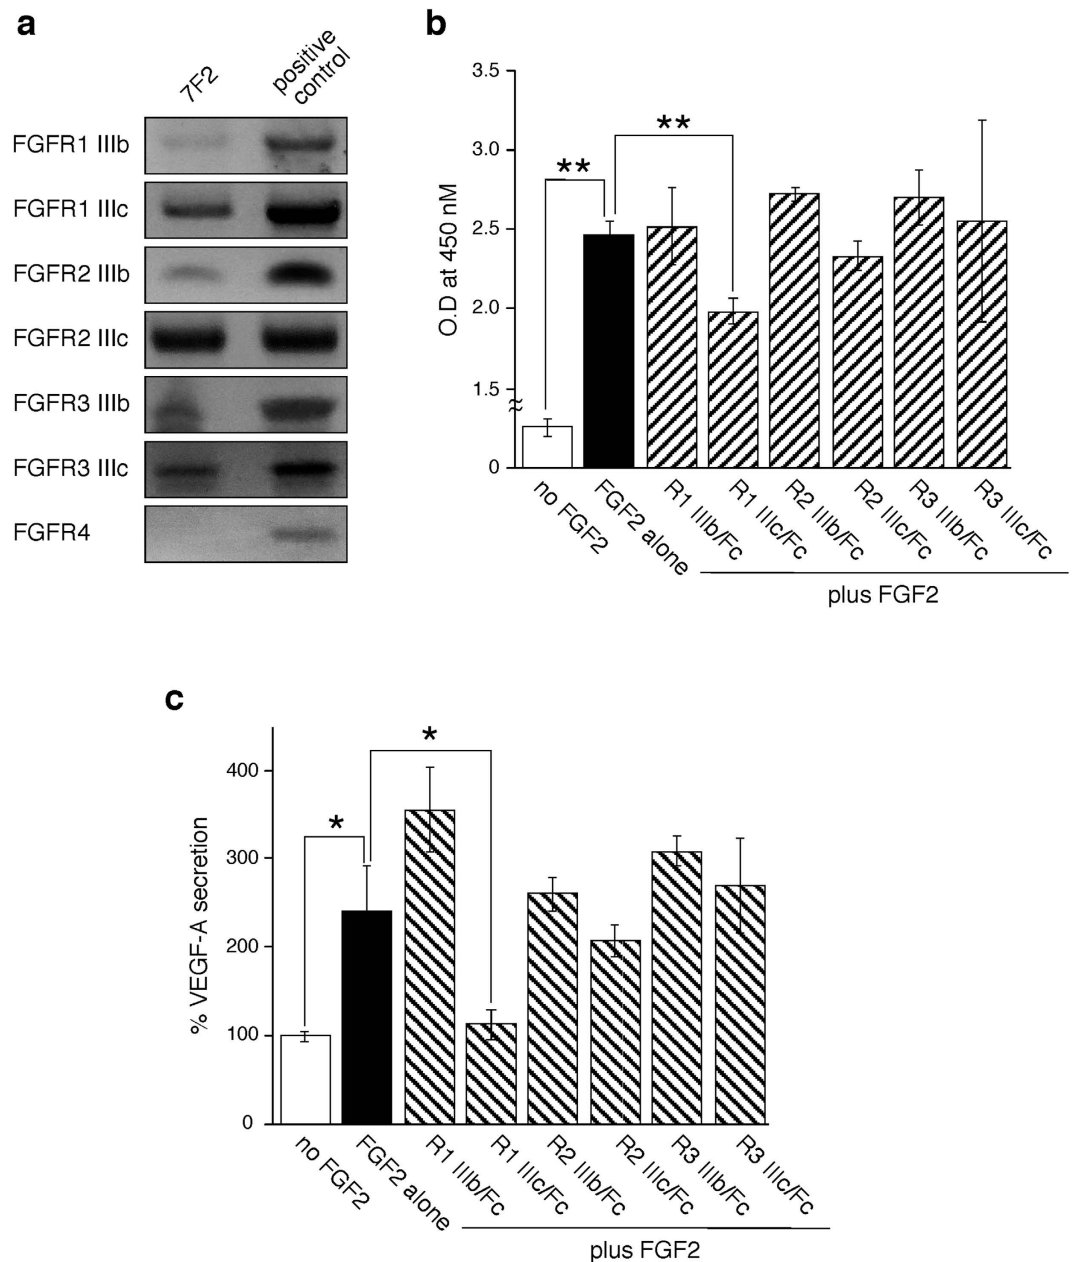 a
7F2
positive
control
FGFR1 IIIb
FGFR1 IIIc
FGFR2 IIIb
FGFR2 IIIc
FGFR3 IIIb
FGFR3 IIIc
FGFR4
b
O.D at 450 nM
3.5
3.0
2.5
2.0
1.5
≈
0
**
**
no FGF2
FGF2 alone
R1 IIIb/Fc
R1 IIIc/Fc
R2 IIIb/Fc
R2 IIIc/Fc
R3 IIIb/Fc
R3 IIIc/Fc
plus FGF2
c
% VEGF-A secretion
400
300
200
100
0
*
*
no FGF2
FGF2 alone
R1 IIIb/Fc
R1 IIIc/Fc
R2 IIIb/Fc
R2 IIIc/Fc
R3 IIIb/Fc
R3 IIIc/Fc
plus FGF2